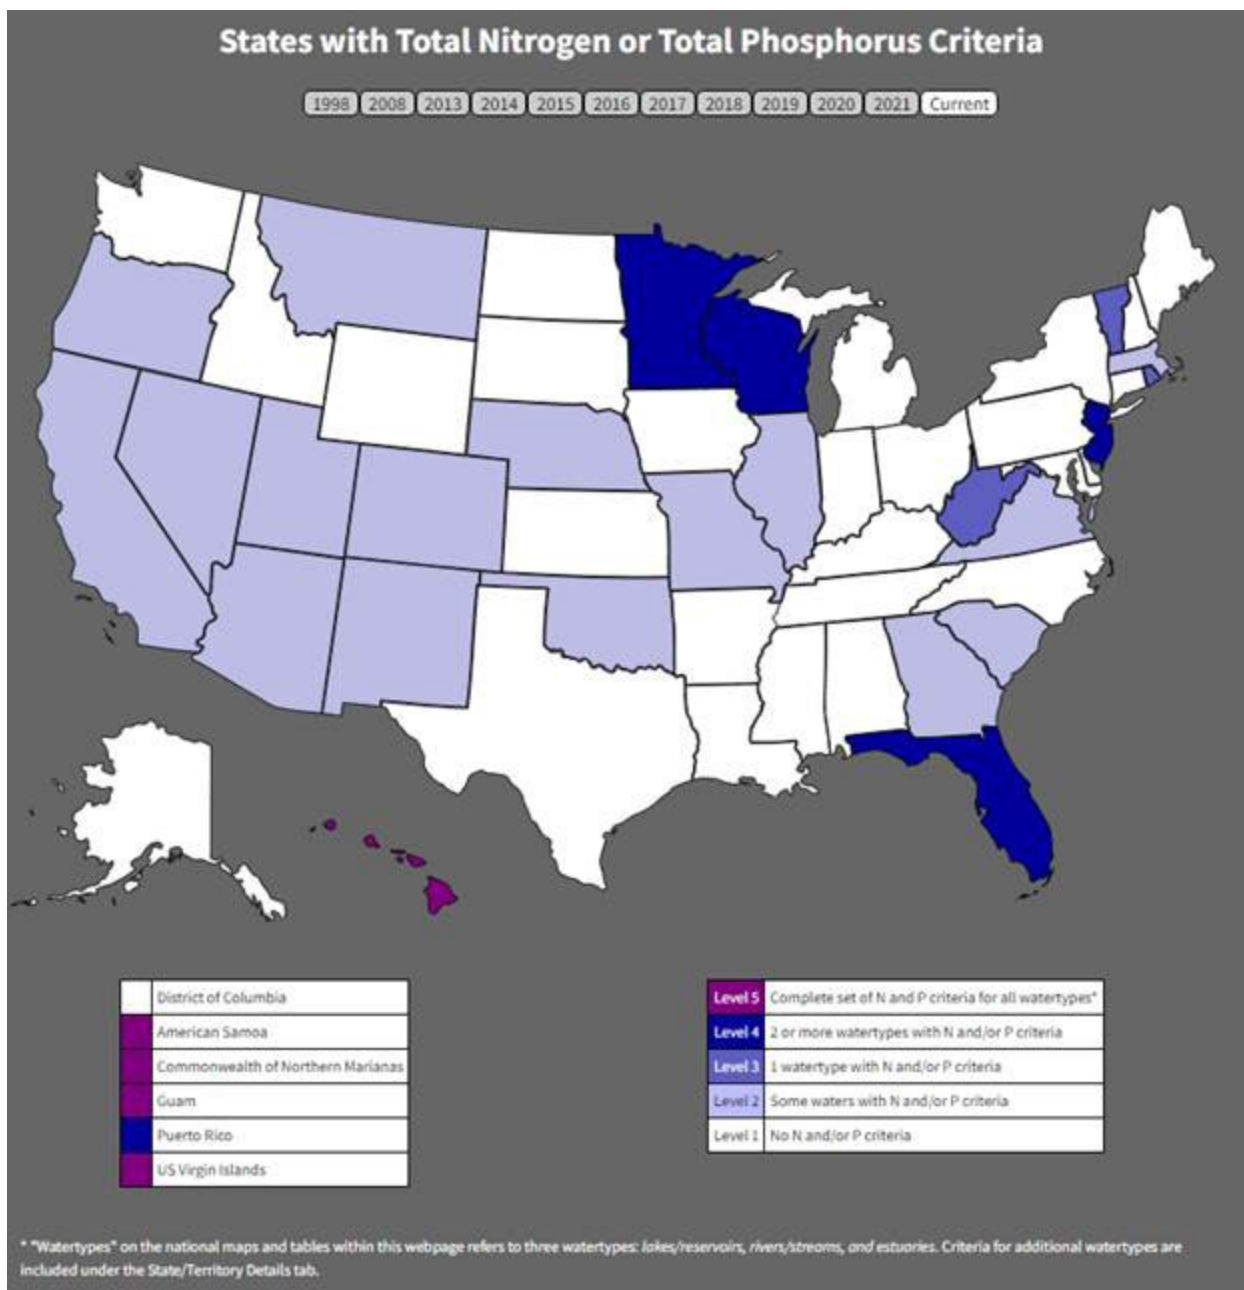 States with Total Nitrogen or Total Phosphorus Criteria
1998 2008 2013 2014 2015 2016 2017 2018 2019 2020 2021 Current
District of Columbia
American Samoa
Commonwealth of Northern Marianas
Guam
Puerto Rico
US Virgin Islands
Level 5 Complete set of N and P criteria for all watertypes*
Level 4 2 or more watertypes with N and/or P criteria
Level 3 1 watertype with N and/or P criteria
Level 2 Some waters with N and/or P criteria
Level 1 No N and/or P criteria
* "Watertypes" on the national maps and tables within this webpage refers to three watertypes: lakes/reservoirs, rivers/streams, and estuaries. Criteria for additional watertypes are
included under the State/Territory Details tab.